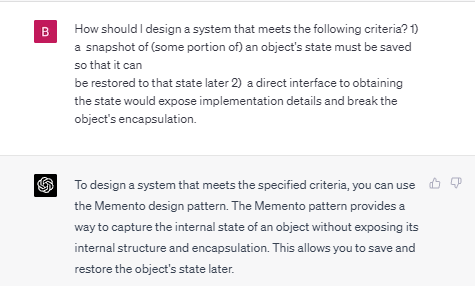 B
How should I design a system that meets the following criteria? 1)
a  snapshot of (some portion of) an object's state must be saved
so that it can
be restored to that state later 2)  a direct interface to obtaining
the state would expose implementation details and break the
object's encapsulation.
To design a system that meets the specified criteria, you can use
the Memento design pattern. The Memento pattern provides a
way to capture the internal state of an object without exposing its
internal structure and encapsulation. This allows you to save and
restore the object's state later.